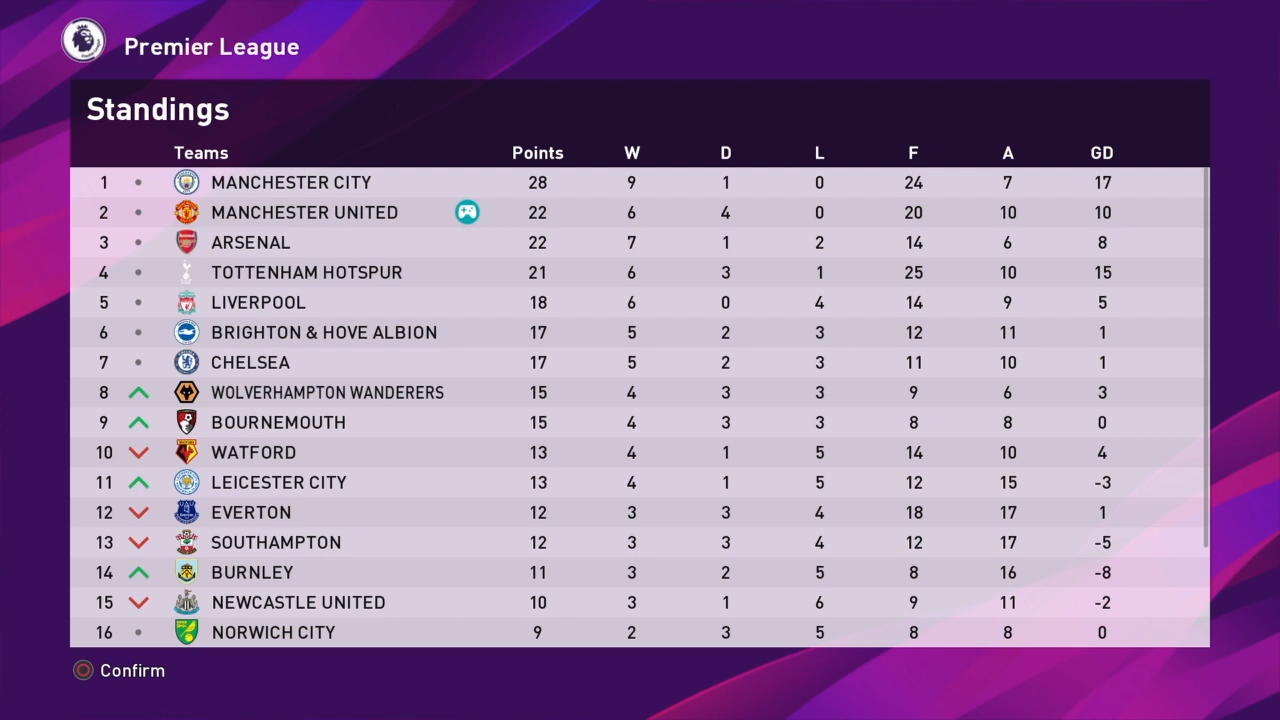 Premier League
Standings
Teams Points W D L F A GD
1 MANCHESTER CITY 28 9 1 0 24 7 17
2 MANCHESTER UNITED 22 6 4 0 20 10 10
3 ARSENAL 22 7 1 2 14 6 8
4 TOTTENHAM HOTSPUR 21 6 3 1 25 10 15
5 LIVERPOOL 18 6 0 4 14 9 5
6 BRIGHTON & HOVE ALBION 17 5 2 3 12 11 1
7 CHELSEA 17 5 2 3 11 10 1
8 WOLVERHAMPTON WANDERERS 15 4 3 3 9 6 3
9 BOURNEMOUTH 15 4 3 3 8 8 0
10 WATFORD 13 4 1 5 14 10 4
11 LEICESTER CITY 13 4 1 5 12 15 -3
12 EVERTON 12 3 3 4 18 17 1
13 SOUTHAMPTON 12 3 3 4 12 17 -5
14 BURNLEY 11 3 2 5 8 16 -8
15 NEWCASTLE UNITED 10 3 1 6 9 11 -2
16 NORWICH CITY 9 2 3 5 8 8 0
Confirm